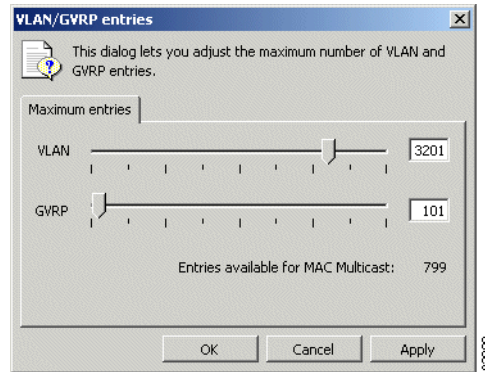 VLAN/GVRP entries
This dialog lets you adjust the maximum number of VLAN and
GVRP entries.
Maximum entries
VLAN 3201
GVRP 101
Entries available for MAC Multicast: 799
OK Cancel Apply